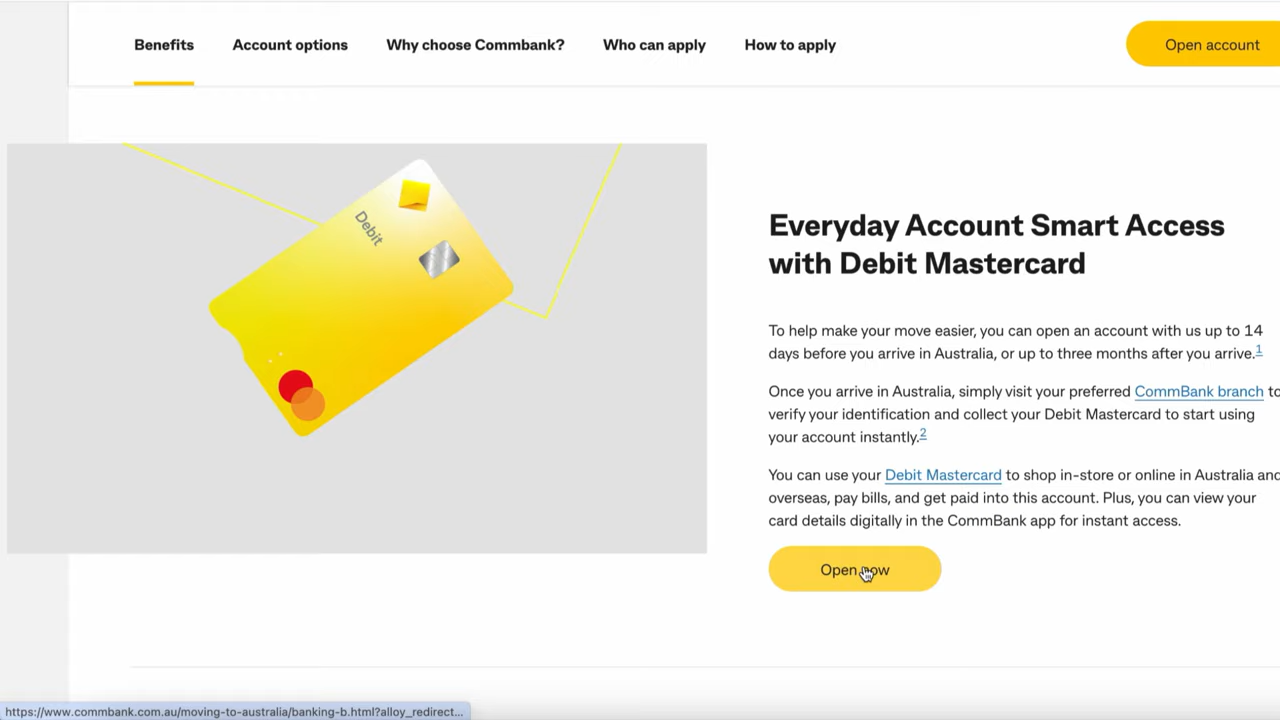 Benefits
Account options
Why choose Commbank?
Who can apply
How to apply
Open account
Debit
Everyday Account Smart Access
with Debit Mastercard
To help make your move easier, you can open an account with us up to 14
days before you arrive in Australia, or up to three months after you arrive.1
Once you arrive in Australia, simply visit your preferred CommBank branch to
verify your identification and collect your Debit Mastercard to start using
your account instantly.2
You can use your Debit Mastercard to shop in-store or online in Australia and
overseas, pay bills, and get paid into this account. Plus, you can view your
card details digitally in the CommBank app for instant access.
Open now
https://www.commbank.com.au/moving-to-australia/banking-b.html?alloy_redirect...